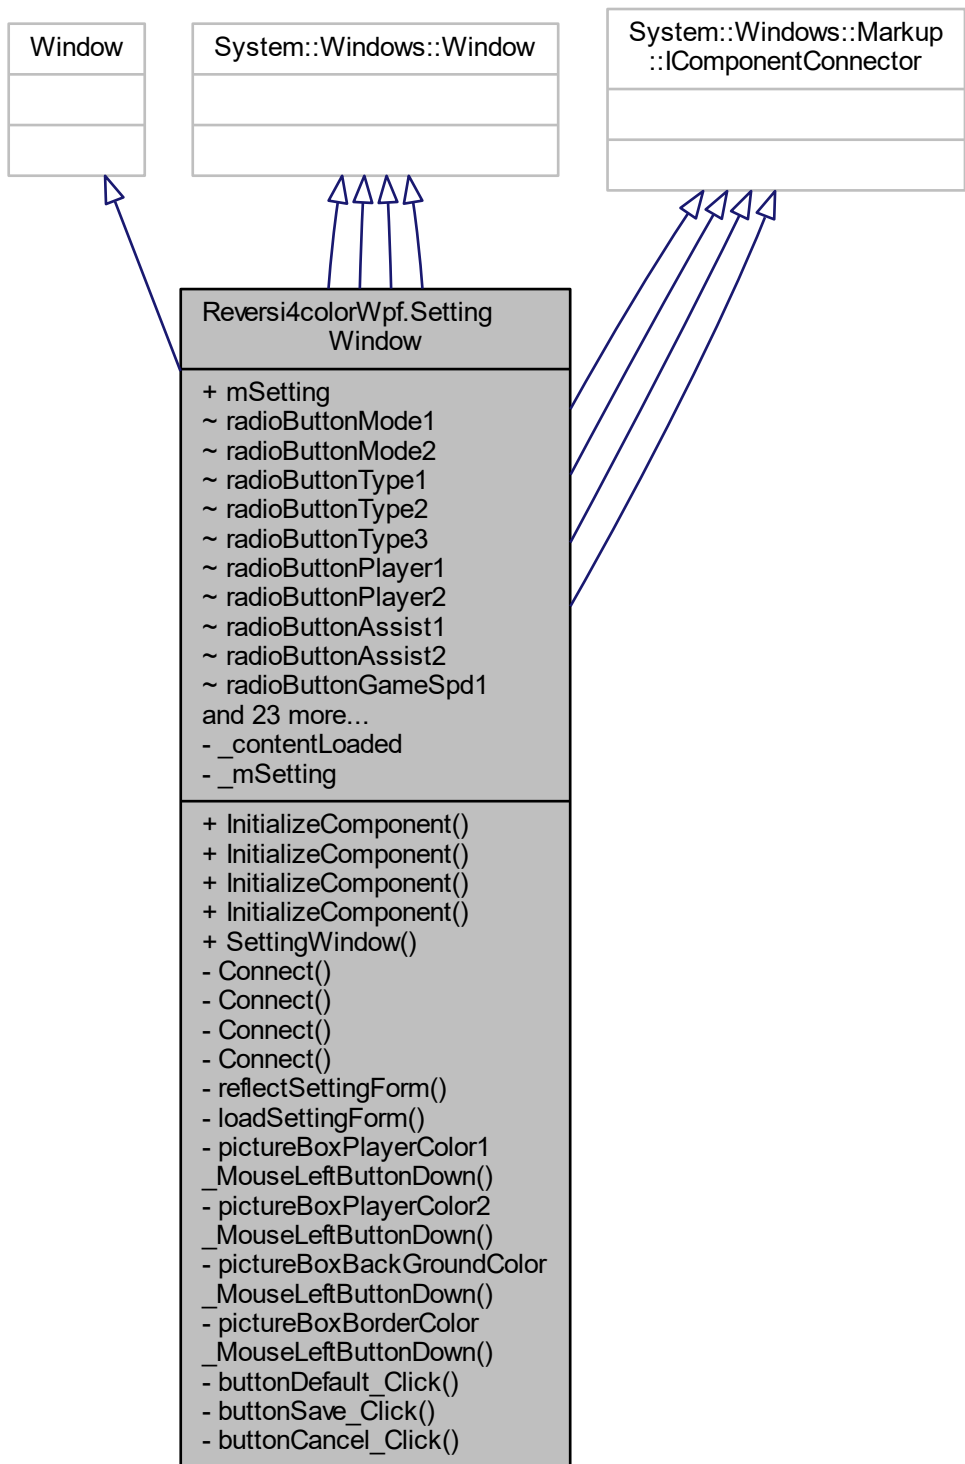 Window
System::Windows::Window
System::Windows::Markup
::IComponentConnector
Reversi4colorWpf.Setting
Window
+ mSetting
~ radioButtonMode1
~ radioButtonMode2
~ radioButtonType1
~ radioButtonType2
~ radioButtonType3
~ radioButtonPlayer1
~ radioButtonPlayer2
~ radioButtonAssist1
~ radioButtonAssist2
~ radioButtonGameSpd1
and 23 more...
- _contentLoaded
- _mSetting
+ InitializeComponent()
+ InitializeComponent()
+ InitializeComponent()
+ InitializeComponent()
+ SettingWindow()
- Connect()
- Connect()
- Connect()
- Connect()
- reflectSettingForm()
- loadSettingForm()
- pictureBoxPlayerColor1
_MouseLeftButtonDown()
- pictureBoxPlayerColor2
_MouseLeftButtonDown()
- pictureBoxBackGroundColor
_MouseLeftButtonDown()
- pictureBoxBorderColor
_MouseLeftButtonDown()
- buttonDefault_Click()
- buttonSave_Click()
- buttonCancel_Click()